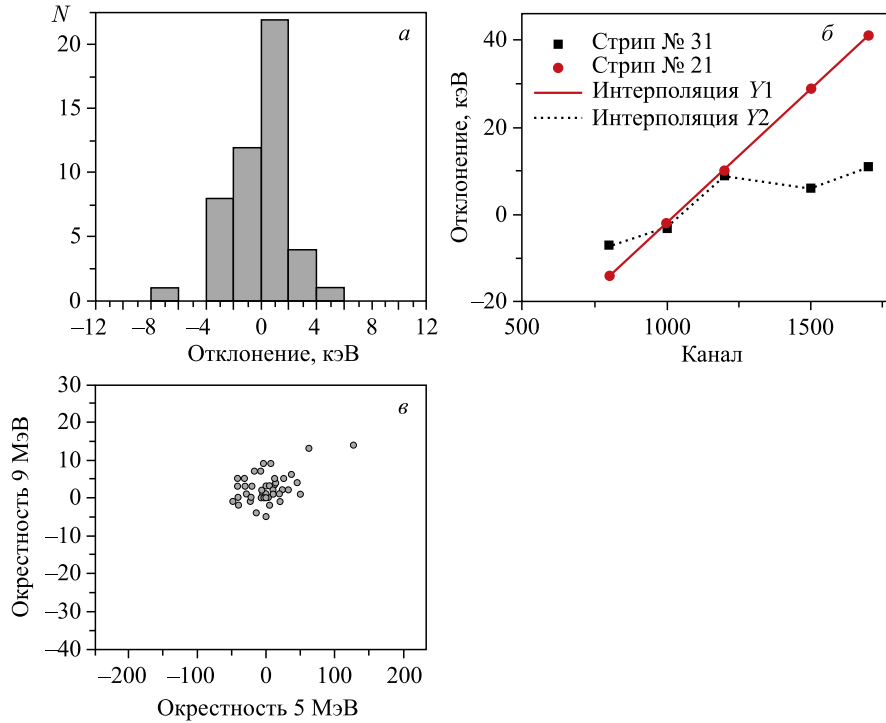 N
а
20
15
10
5
0
–12
–8
–4
0
4
8
12
Отклонение, кэВ
б
Стрип № 31
Стрип № 21
Интерполяция Y1
Интерполяция Y2
40
20
0
–20
500
1000
1500
Отклонение, кэВ
Канал
в
30
20
10
0
–10
–20
–30
–40
–200
–100
0
100
200
Окрестность 9 МэВ
Окрестность 5 МэВ